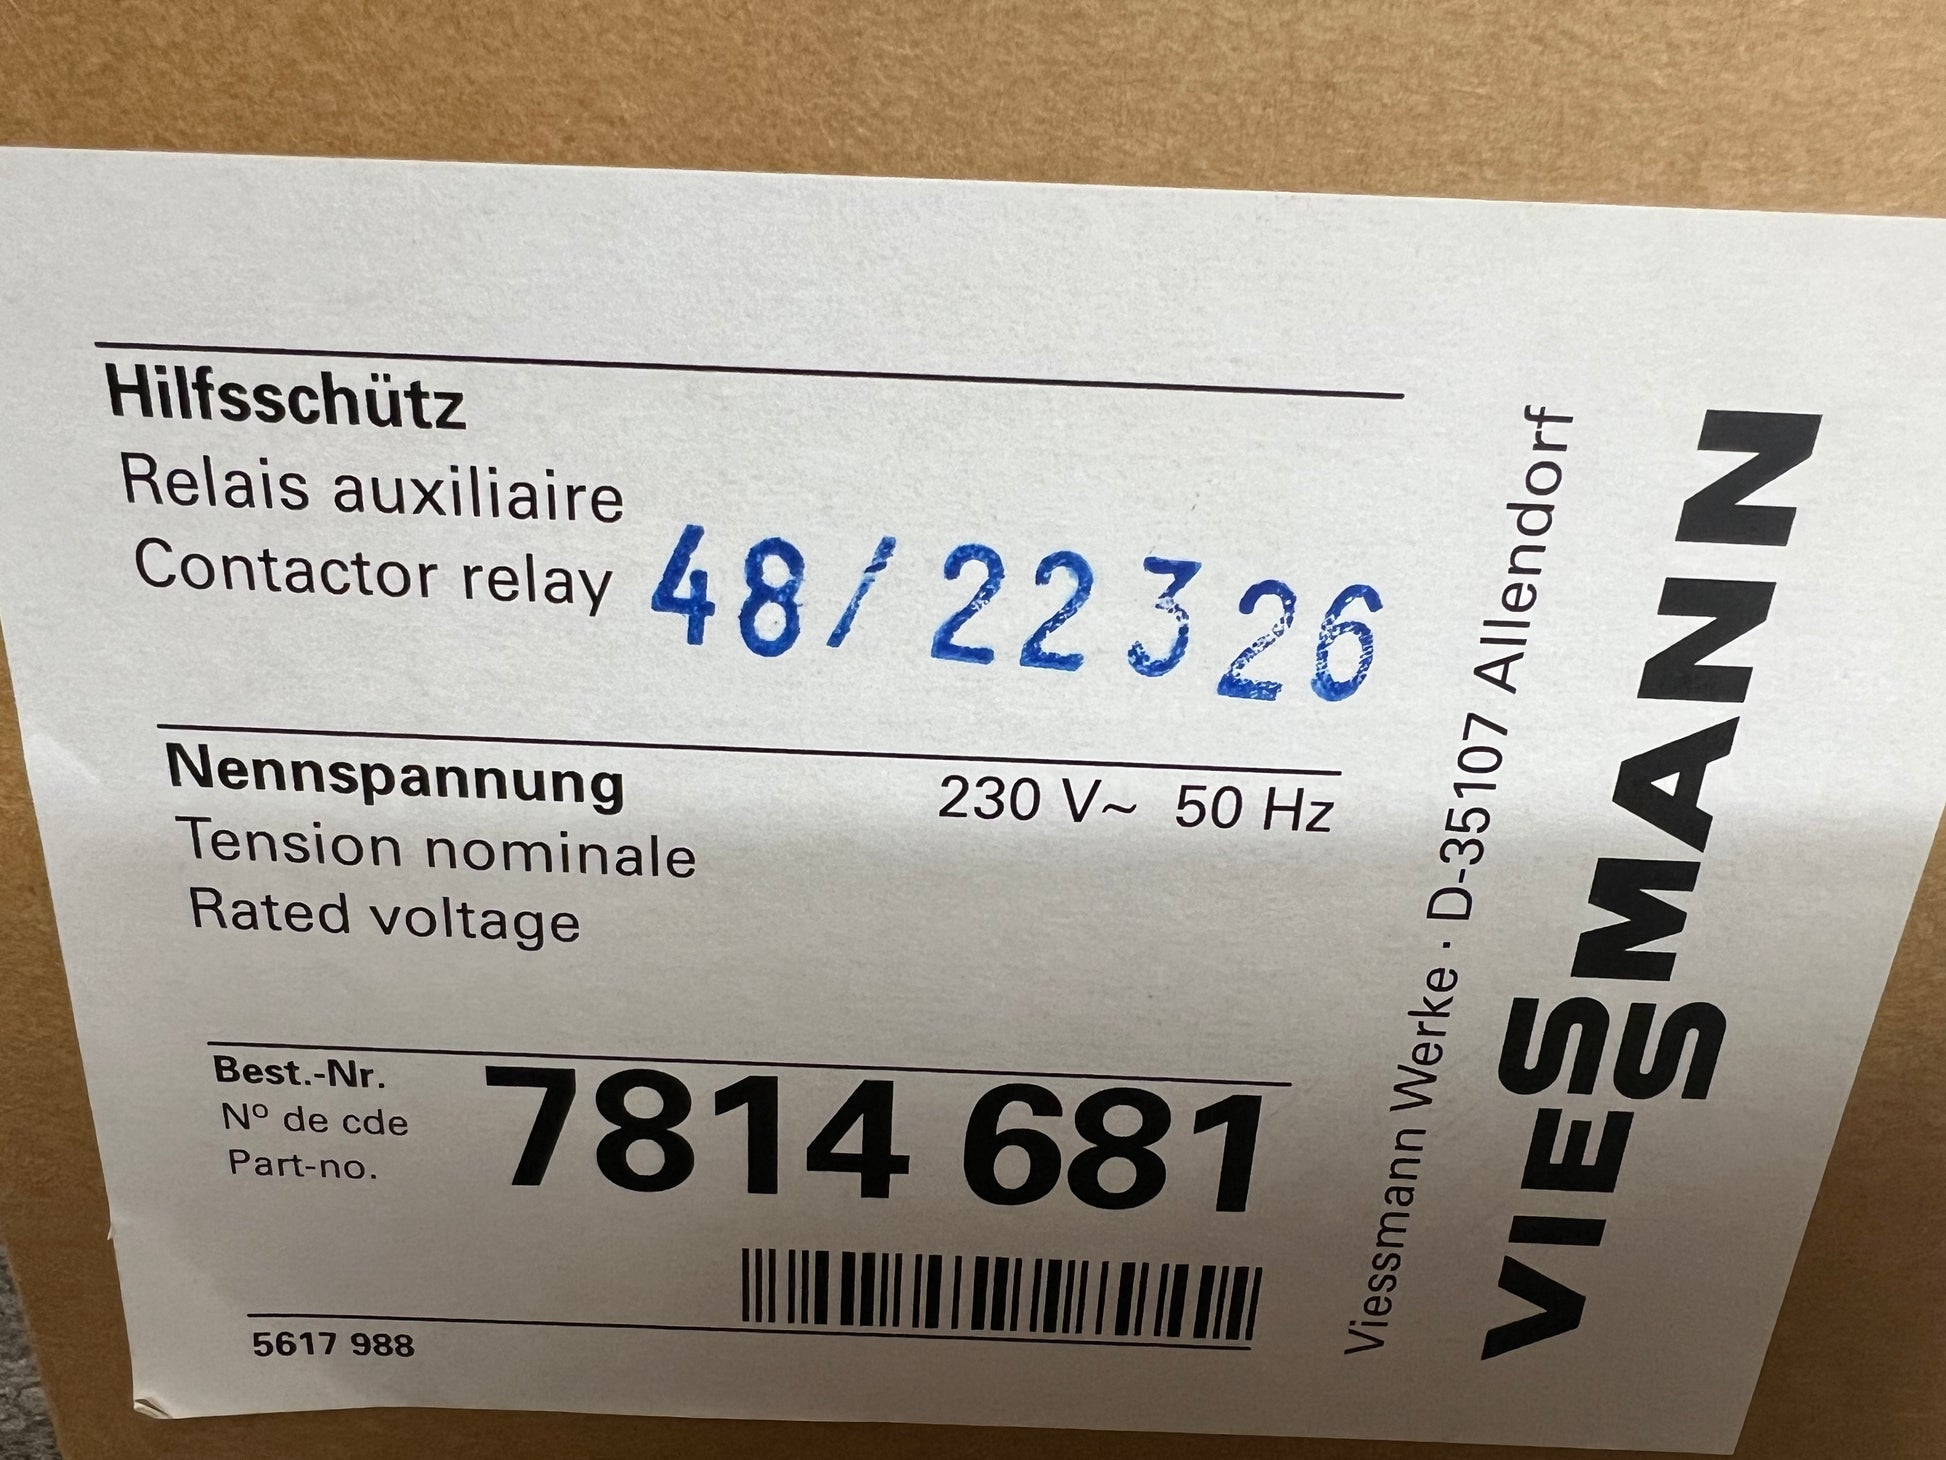 Hilfsschütz
Relais auxiliaire
Contactor relay
48/22326
Nennspannung 230 V~ 50 Hz
Tension nominale
Rated voltage
Best.-Nr.
Nº de cde
Part-no.
7814 681
5617 988
Viessmann Werke · D-35107 Allendorf
VIESMANN
S